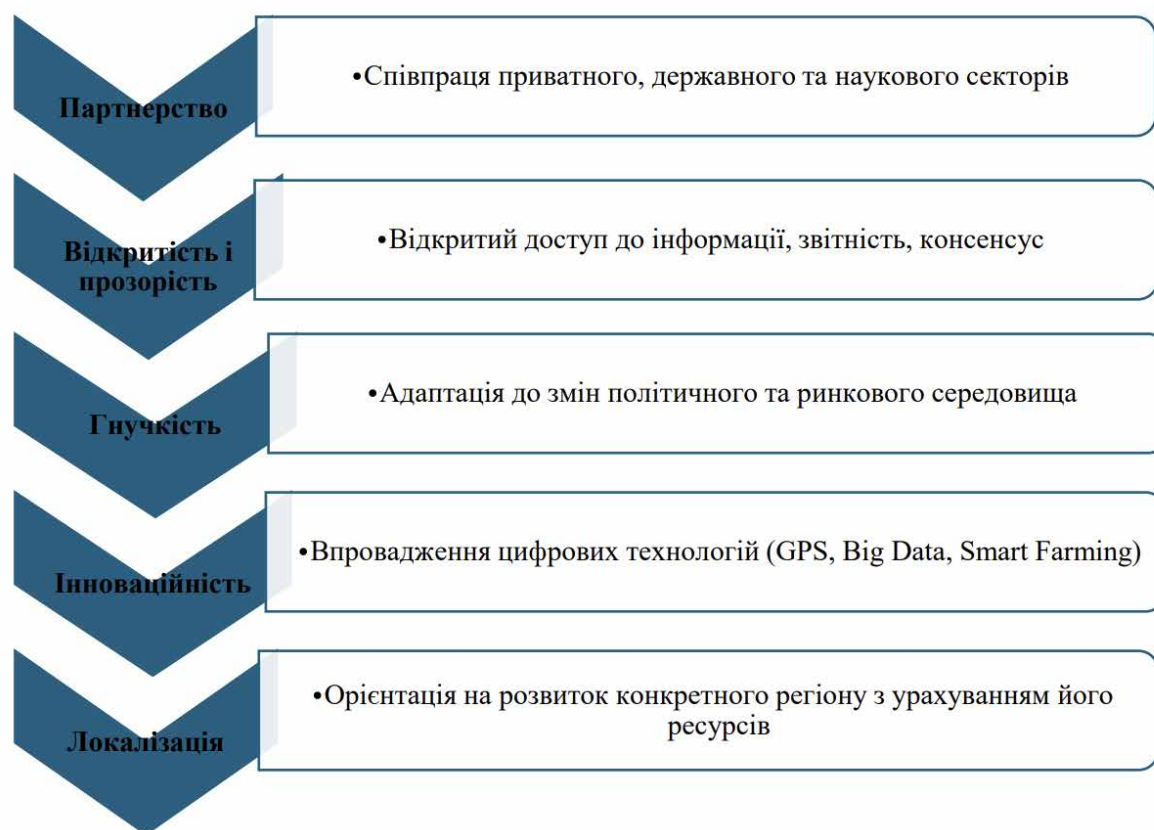 Партнерство
•Співпраця приватного, державного та наукового секторів
Відкритість і
прозорість
•Відкритий доступ до інформації, звітність, консенсус
Гнучкість
•Адаптація до змін політичного та ринкового середовища
Інноваційність
•Впровадження цифрових технологій (GPS, Big Data, Smart Farming)
Локалізація
•Орієнтація на розвиток конкретного регіону з урахуванням його
ресурсів